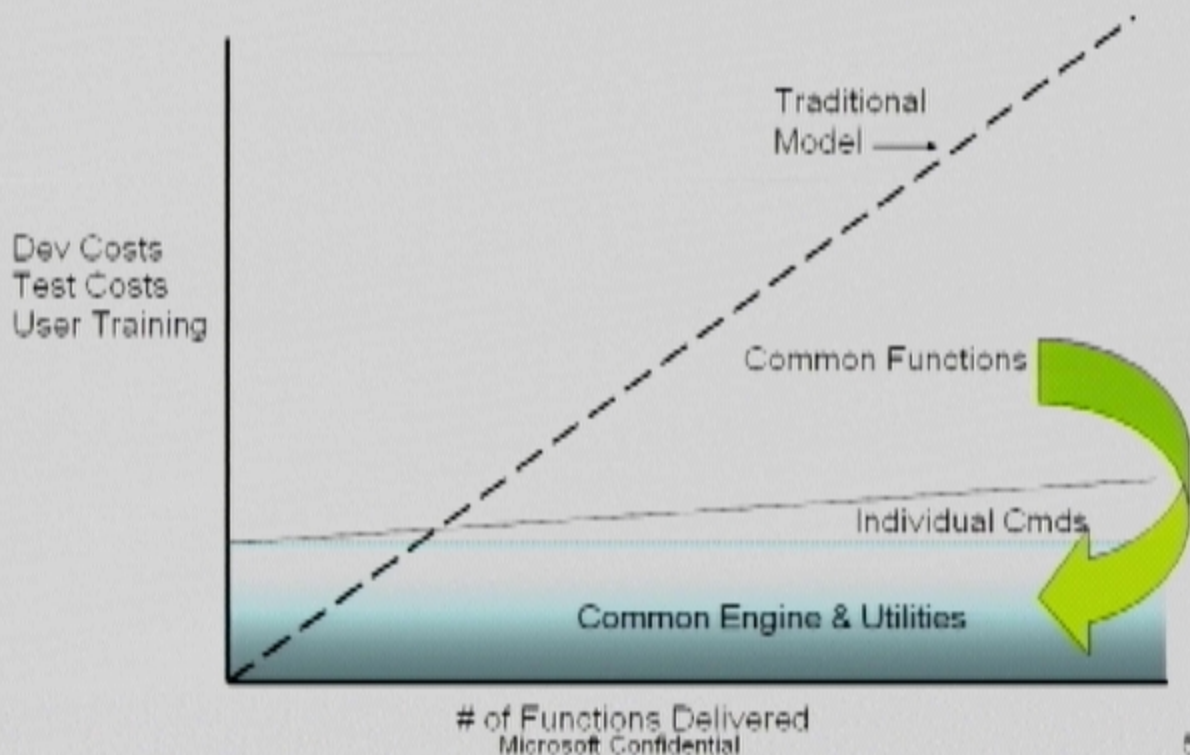 Traditional
Model
Dev Costs
Test Costs
User Training
Common Functions
Individual Cmds
Common Engine & Utilities
# of Functions Delivered
Microsoft Confidential